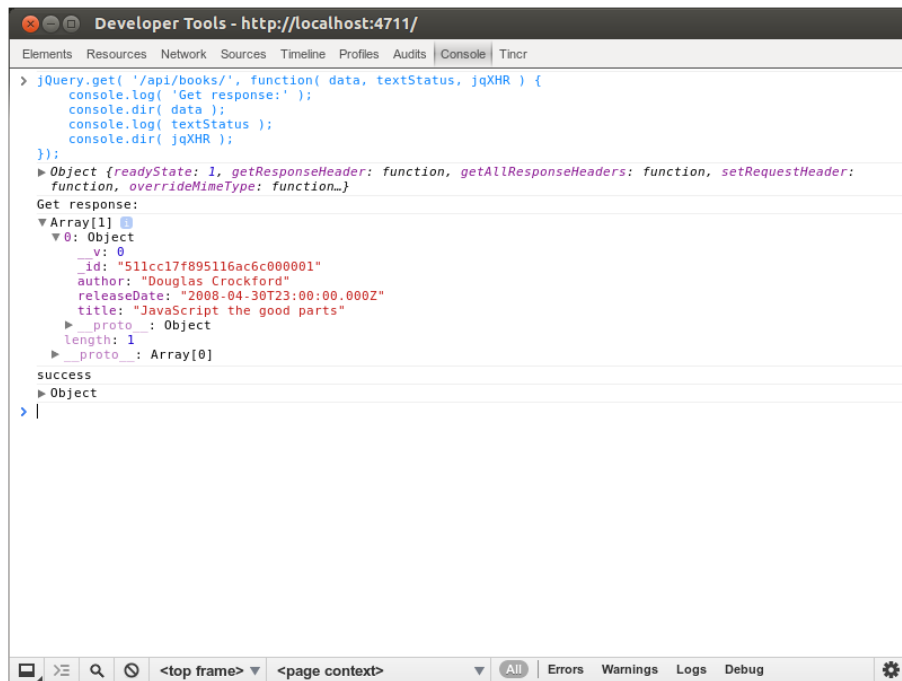 Developer Tools - http://localhost:4711/
Elements Resources Network Sources Timeline Profiles Audits Console Tincr
> jQuery.get( '/api/books/', function( data, textStatus, jqXHR ) {
console.log( 'Get response:' );
console.dir( data );
console.log( textStatus );
console.dir( jqXHR );
});
▶ Object {readyState: 1, getResponseHeader: function, getAllResponseHeaders: function, setRequestHeader:
function, overrideMimeType: function…}
Get response:
▼ Array[1] i
▼ 0: Object
__v: 0
_id: "511cc17f895116ac6c000001"
author: "Douglas Crockford"
releaseDate: "2008-04-30T23:00:00.000Z"
title: "JavaScript the good parts"
▶ __proto__: Object
length: 1
▶ __proto__: Array[0]
success
▶ Object
>
<top frame> ▼ <page context> ▼ All Errors Warnings Logs Debug